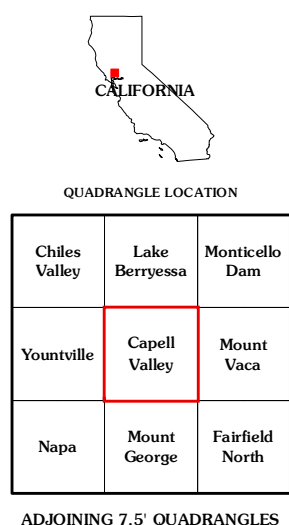 CALIFORNIA
QUADRANGLE LOCATION
Chiles
Valley
Lake
Berryessa
Monticello
Dam
Yountville
Capell
Valley
Mount
Vaca
Napa
Mount
George
Fairfield
North
ADJOINING 7.5' QUADRANGLES